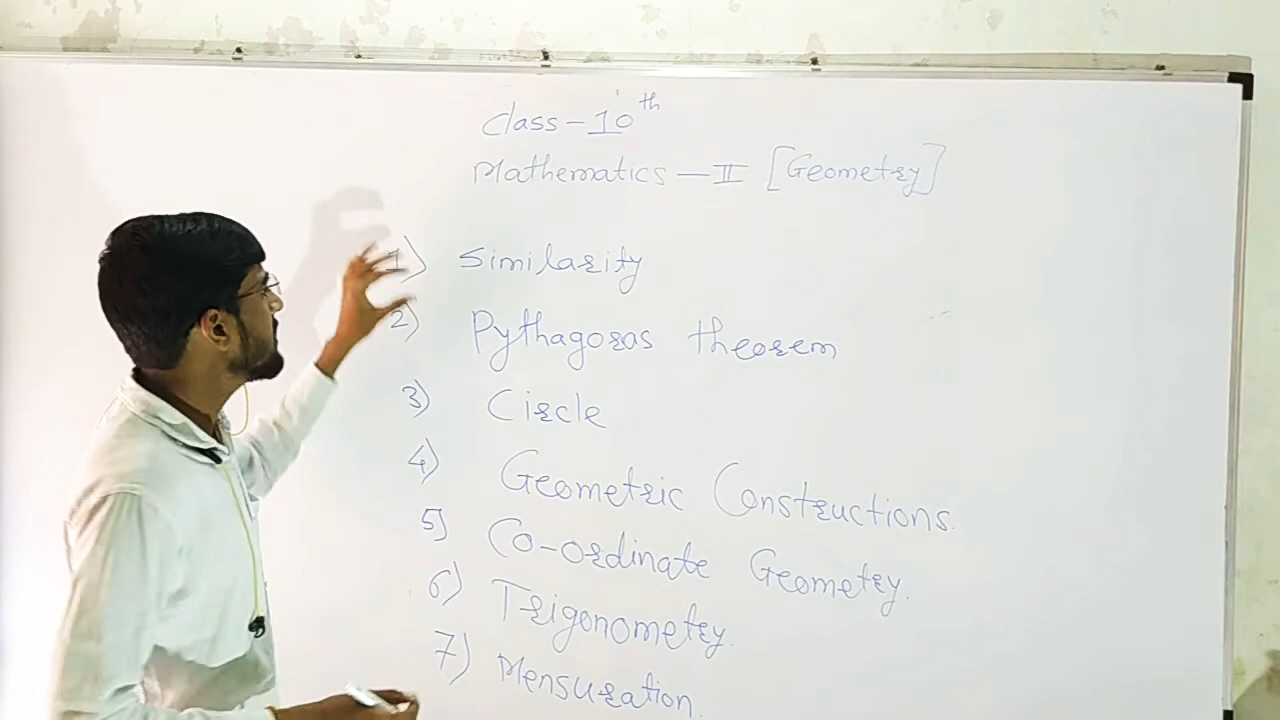 Class - 10th
Mathematics - II [Geometry]
1) Similarity
2) Pythagoras theorem
3) Circle
4) Geometric Constructions.
5) Co-ordinate Geometry.
6) Trigonometry.
7) Mensuration.